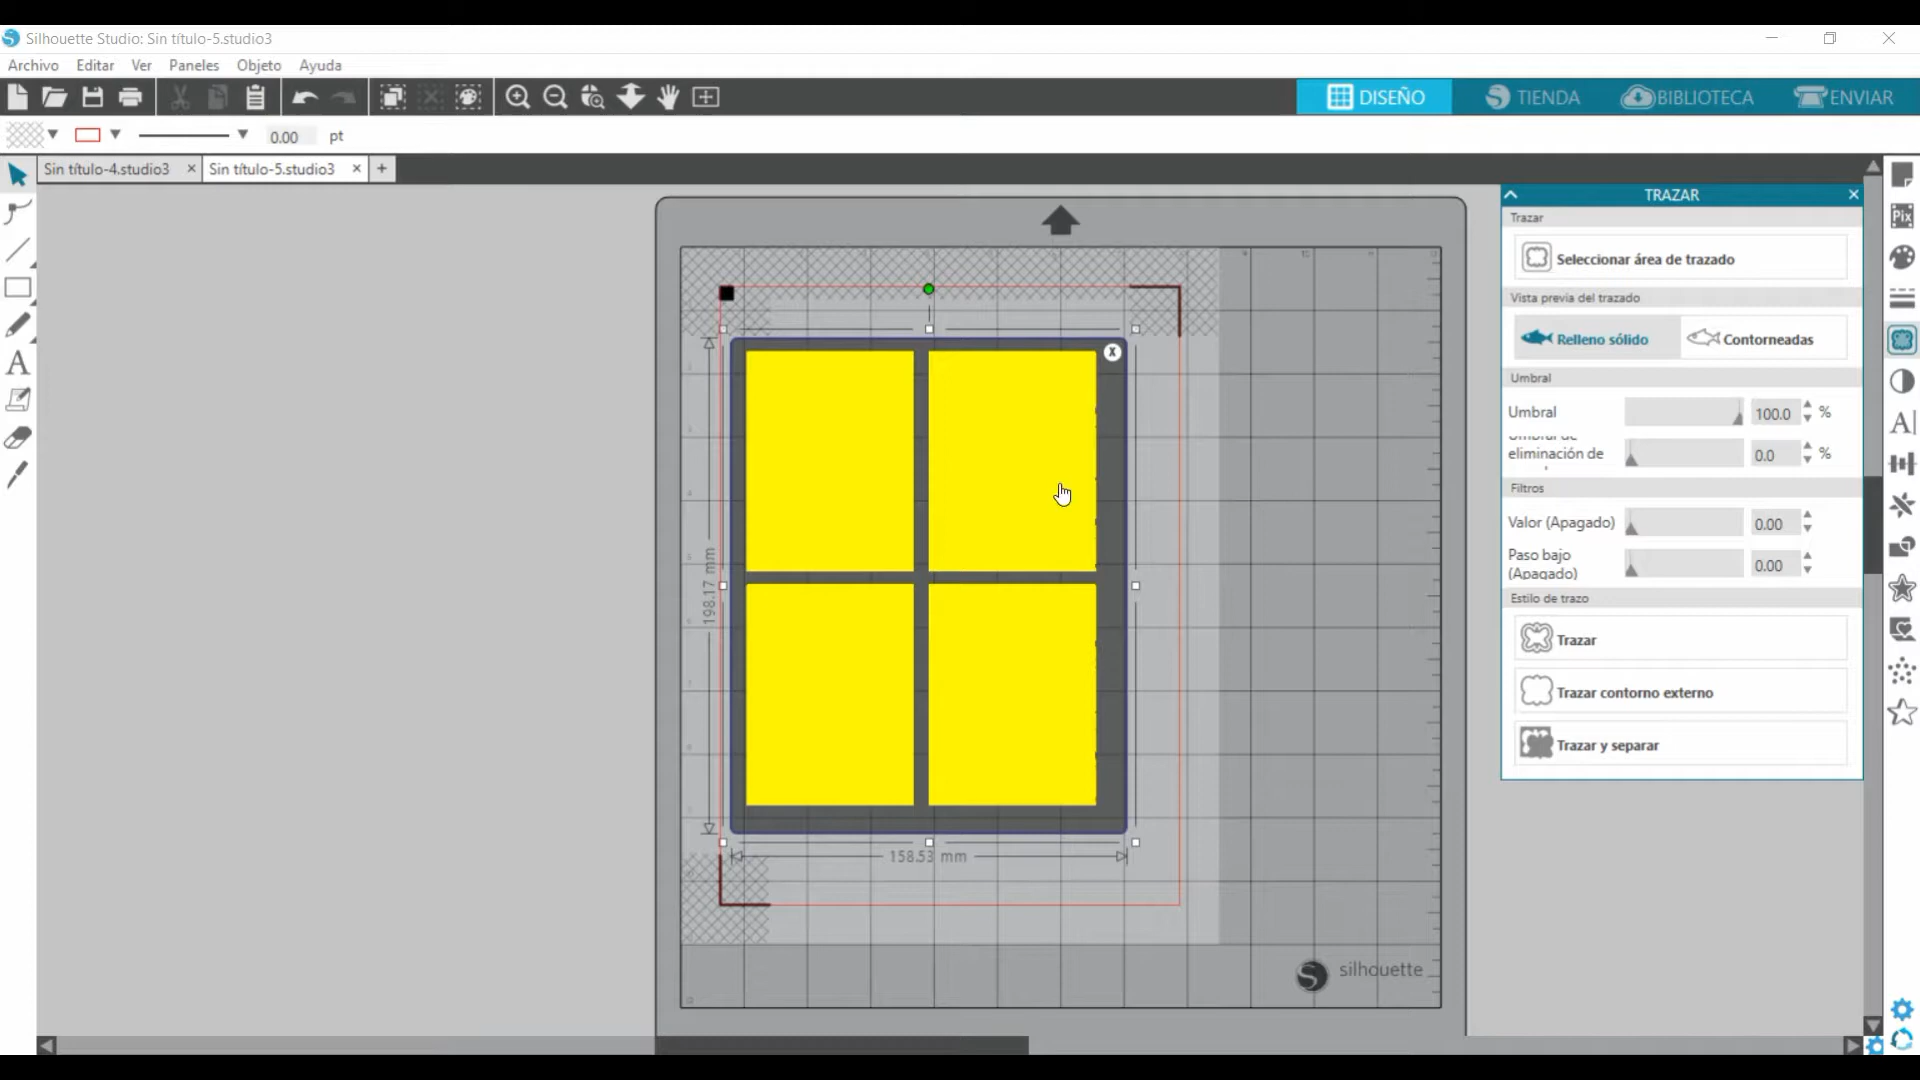 Silhouette Studio: Sin título-5.studio3
Archivo Editar Ver Paneles Objeto Ayuda
DISEÑO TIENDA BIBLIOTECA ENVIAR
0.00 pt
Sin título-4.studio3 Sin título-5.studio3
TRAZAR
Trazar
Seleccionar área de trazado
Vista previa del trazado
Relleno sólido Contorneadas
Umbral
Umbral 100.0 %
Umbral de
eliminación de 0.0 %
Filtros
Valor (Apagado) 0.00
Paso bajo
(Apagado) 0.00
Estilo de trazo
Trazar
Trazar contorno externo
Trazar y separar
X
198.17 mm
158.53 mm
silhouette
Pix